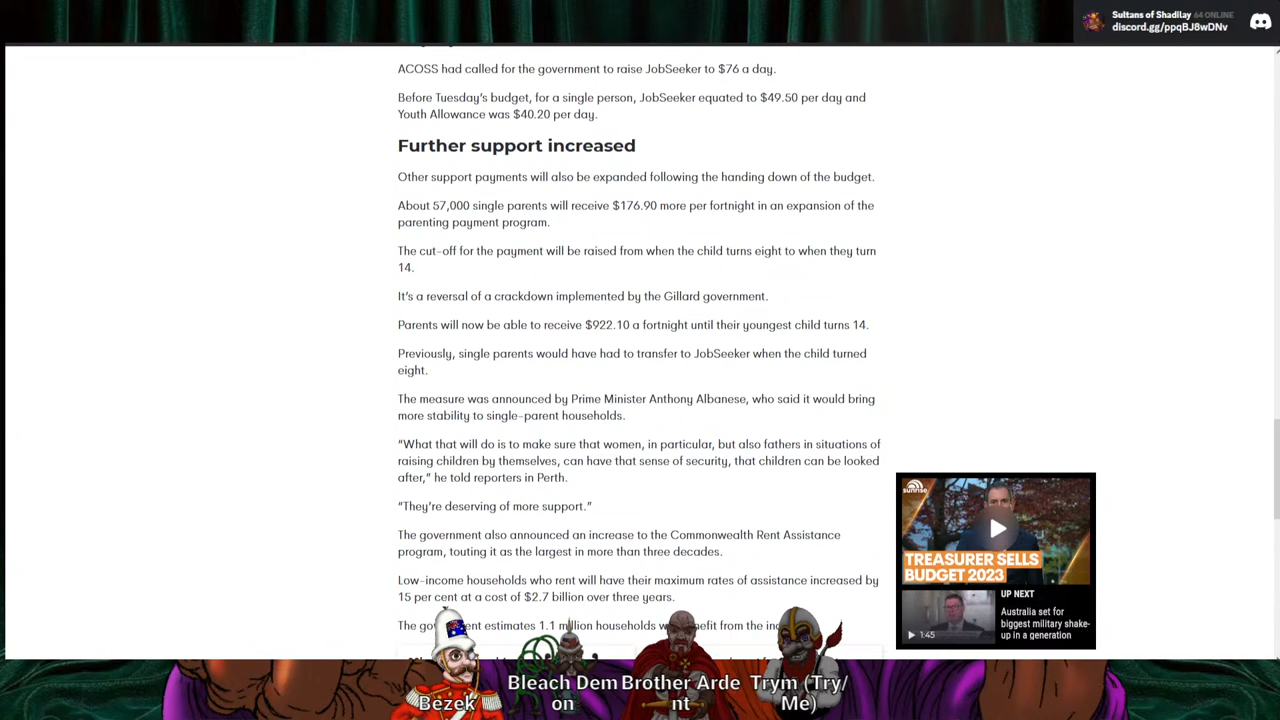 Sultans of Shadilay 64 ONLINE
discord.gg/ppqBJ8wDNv
ACOSS had called for the government to raise JobSeeker to $76 a day.
Before Tuesday’s budget, for a single person, JobSeeker equated to $49.50 per day and
Youth Allowance was $40.20 per day.
Further support increased
Other support payments will also be expanded following the handing down of the budget.
About 57,000 single parents will receive $176.90 more per fortnight in an expansion of the
parenting payment program.
The cut-off for the payment will be raised from when the child turns eight to when they turn
14.
It’s a reversal of a crackdown implemented by the Gillard government.
Parents will now be able to receive $922.10 a fortnight until their youngest child turns 14.
Previously, single parents would have had to transfer to JobSeeker when the child turned
eight.
The measure was announced by Prime Minister Anthony Albanese, who said it would bring
more stability to single-parent households.
“What that will do is to make sure that women, in particular, but also fathers in situations of
raising children by themselves, can have that sense of security, that children can be looked
after,” he told reporters in Perth.
“They’re deserving of more support.”
The government also announced an increase to the Commonwealth Rent Assistance
program, touting it as the largest in more than three decades.
Low-income households who rent will have their maximum rates of assistance increased by
15 per cent at a cost of $2.7 billion over three years.
The estimates 1.1 million households from the
sunrise
TREASURER SELLS
BUDGET 2023
UP NEXT
Australia set for
biggest military shake-
up in a generation
1:45
Bezek
Bleach Dem
on
Brother Arde
nt
Trym (Try/
Me)